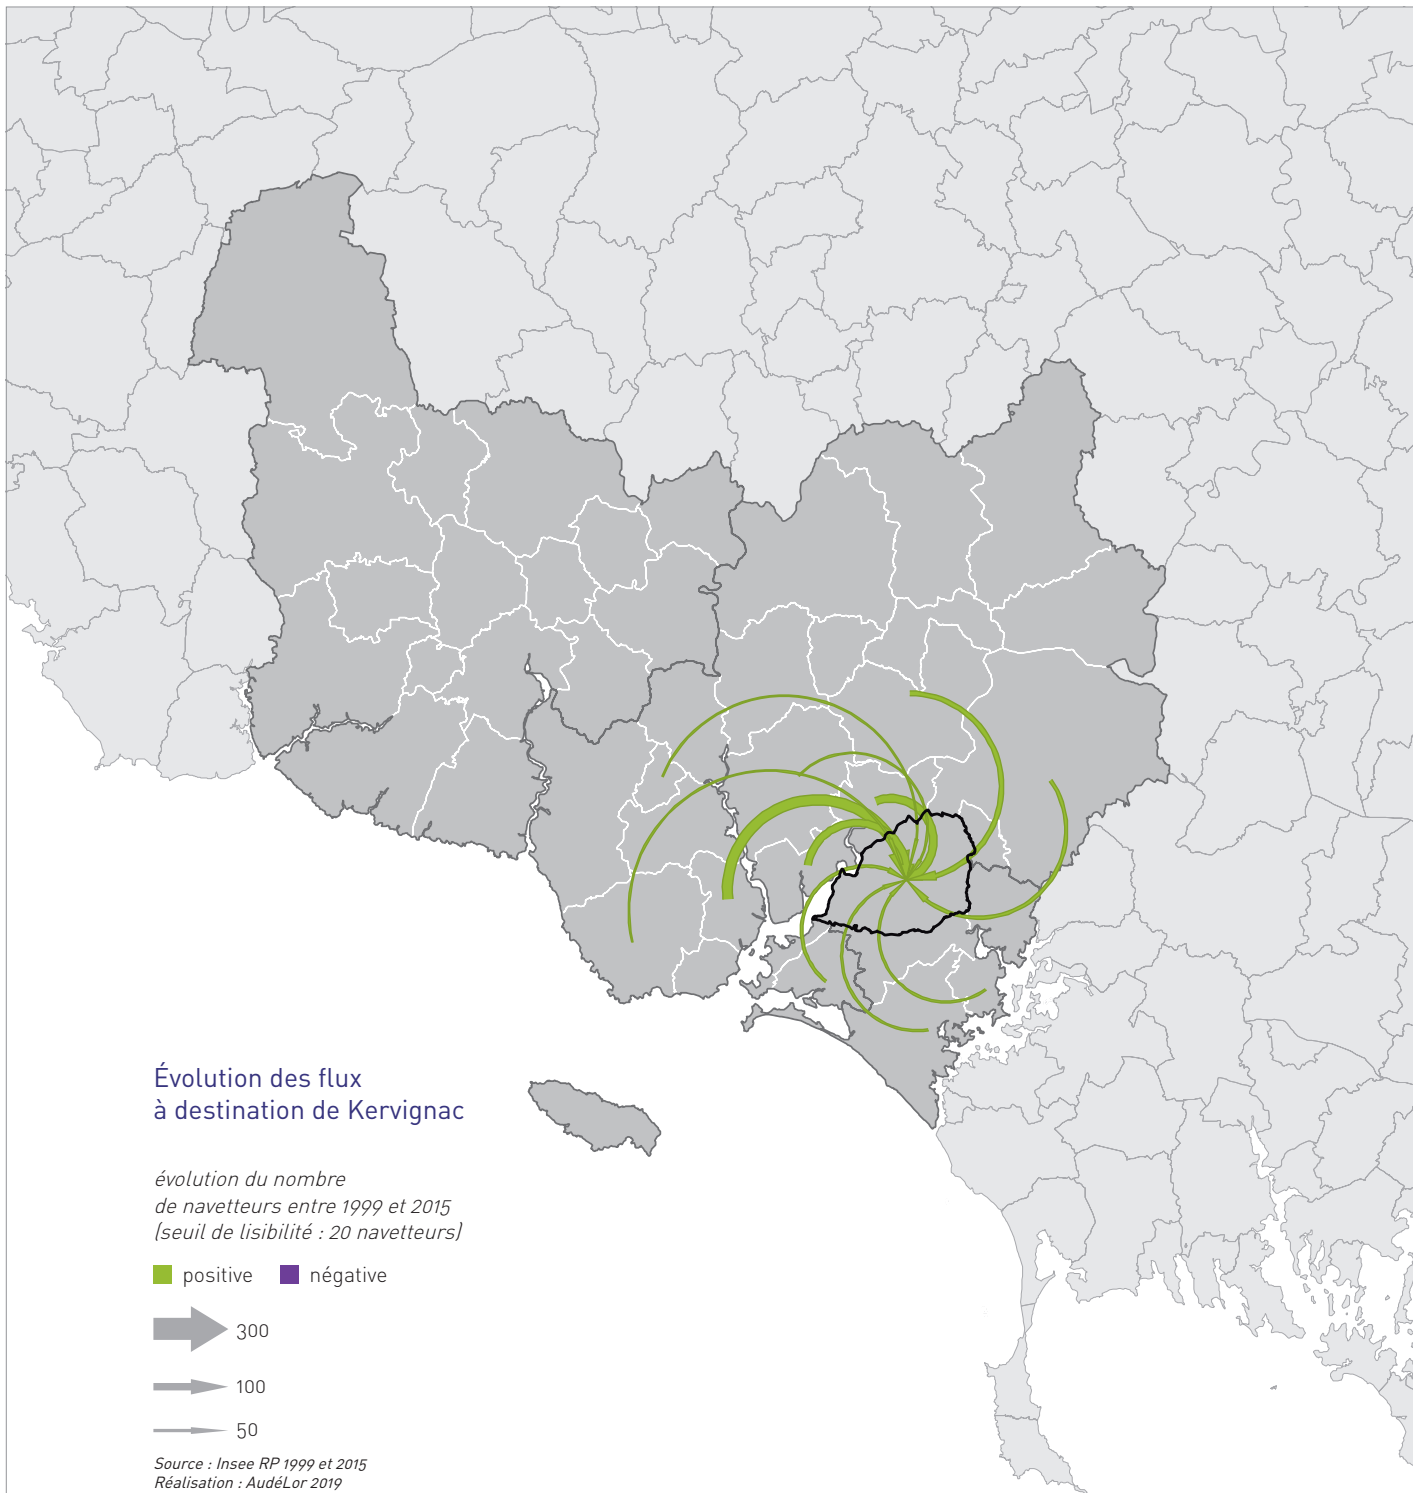 Évolution des flux
à destination de Kervignac
évolution du nombre
de navetteurs entre 1999 et 2015
(seuil de lisibilité : 20 navetteurs)
positive négative
300
100
50
Source : Insee RP 1999 et 2015
Réalisation : AudéLor 2019